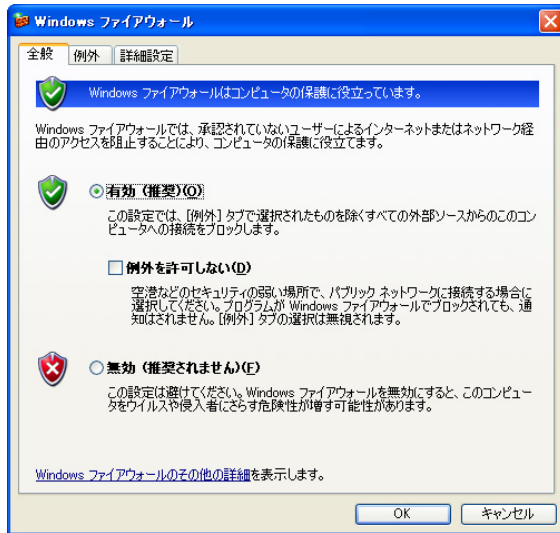 Windows ファイアウォール
全般 例外 詳細設定
Windows ファイアウォールはコンピュータの保護に役立っています。
Windows ファイアウォールでは、承認されていないユーザーによるインターネットまたはネットワーク経
由のアクセスを阻止することにより、コンピュータの保護に役立てます。
有効 (推奨)(O)
この設定では、[例外] タブで選択されたものを除くすべての外部ソースからのこのコン
ピュータへの接続をブロックします。
例外を許可しない(D)
空港などのセキュリティの弱い場所で、パブリック ネットワークに接続する場合に
選択してください。プログラムが Windows ファイアウォールでブロックされても、通
知はされません。[例外] タブの選択は無視されます。
無効 (推奨されません)(F)
この設定は避けてください。Windows ファイアウォールを無効にすると、このコンピュー
タをウイルスや侵入者にさらす危険性が増す可能性があります。
Windows ファイアウォールのその他の詳細を表示します。
OK キャンセル